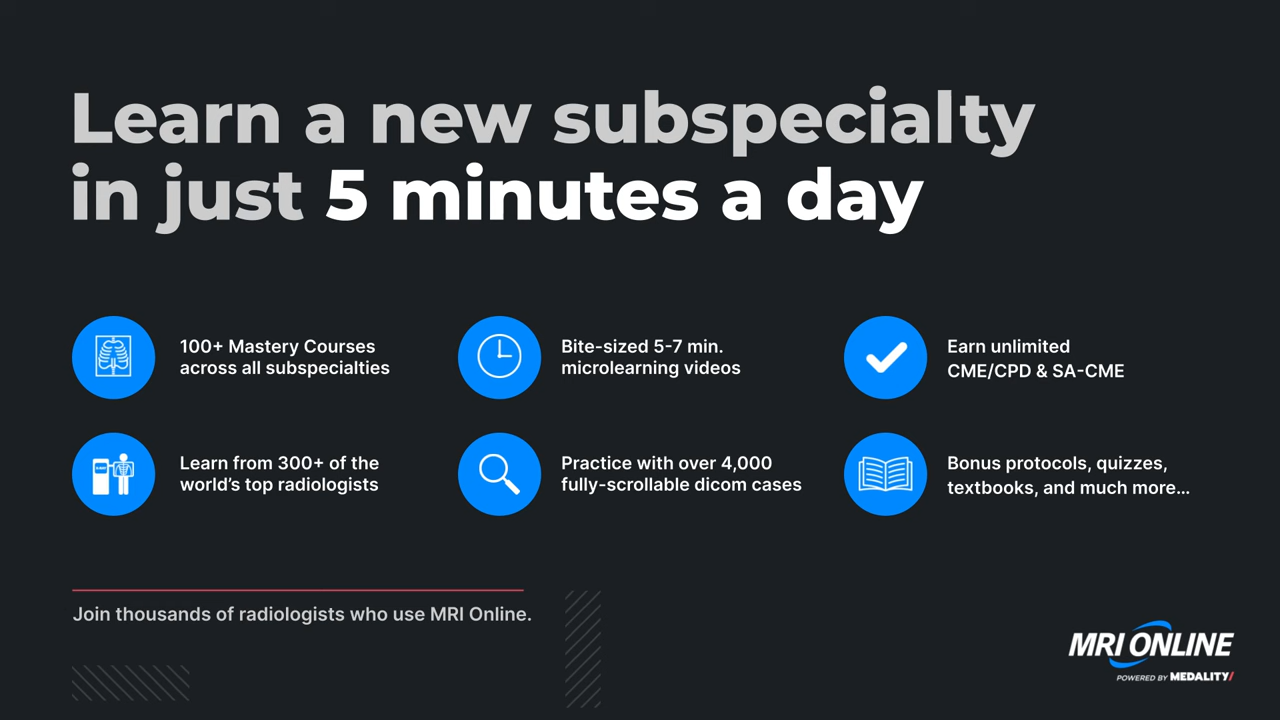 Learn a new subspecialty
in just 5 minutes a day
100+ Mastery Courses
across all subspecialties
Bite-sized 5-7 min.
microlearning videos
Earn unlimited
CME/CPD & SA-CME
Learn from 300+ of the
world’s top radiologists
Practice with over 4,000
fully-scrollable dicom cases
Bonus protocols, quizzes,
textbooks, and much more...
Join thousands of radiologists who use MRI Online.
MRI ONLINE
POWERED BY MEDALITY/